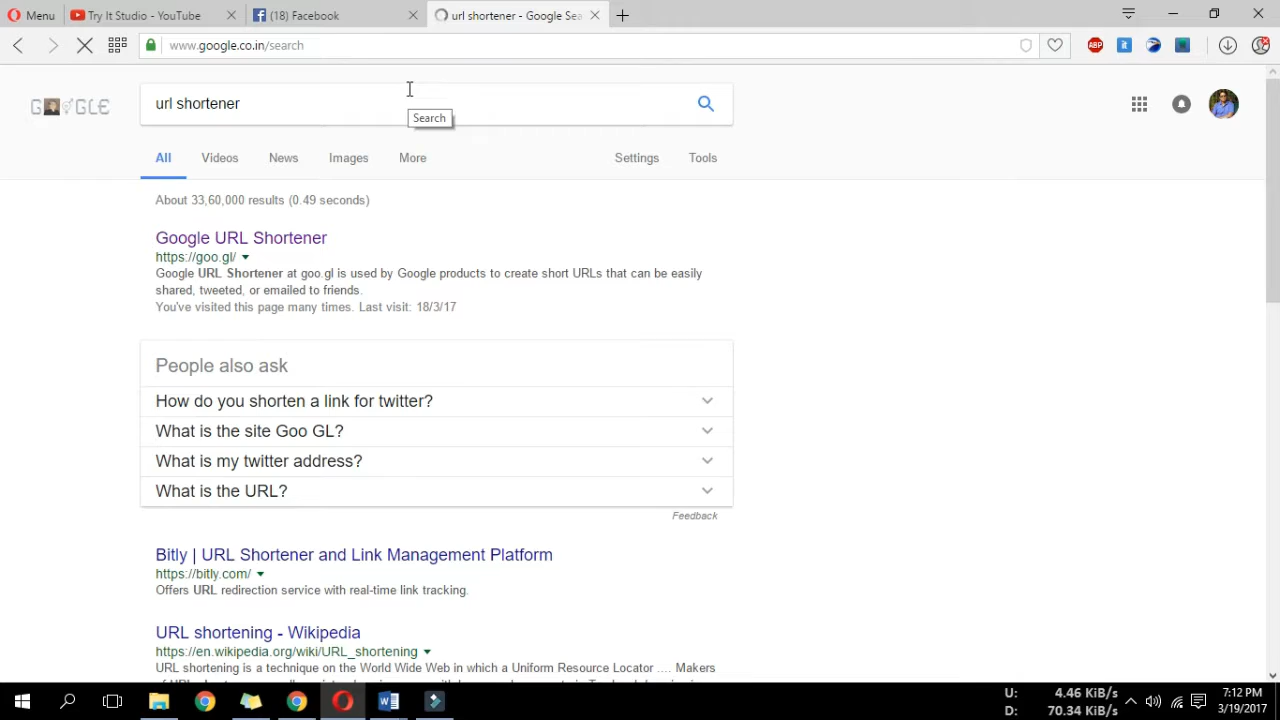 Menu
Try It Studio - YouTube
(18) Facebook
url shortener - Google Sea
www.google.co.in/search
ABP
GOOGLE
url shortener
Search
All
Videos
News
Images
More
Settings
Tools
About 33,60,000 results (0.49 seconds)
Google URL Shortener
https://goo.gl/
Google URL Shortener at goo.gl is used by Google products to create short URLs that can be easily
shared, tweeted, or emailed to friends.
You've visited this page many times. Last visit: 18/3/17
People also ask
How do you shorten a link for twitter?
What is the site Goo GL?
What is my twitter address?
What is the URL?
Feedback
Bitly | URL Shortener and Link Management Platform
https://bitly.com/
Offers URL redirection service with real-time link tracking.
URL shortening - Wikipedia
https://en.wikipedia.org/wiki/URL_shortening
URL shortening is a technique on the World Wide Web in which a Uniform Resource Locator .... Makers
U: 4.46 KiB/s
D: 70.34 KiB/s
7:12 PM
3/19/2017